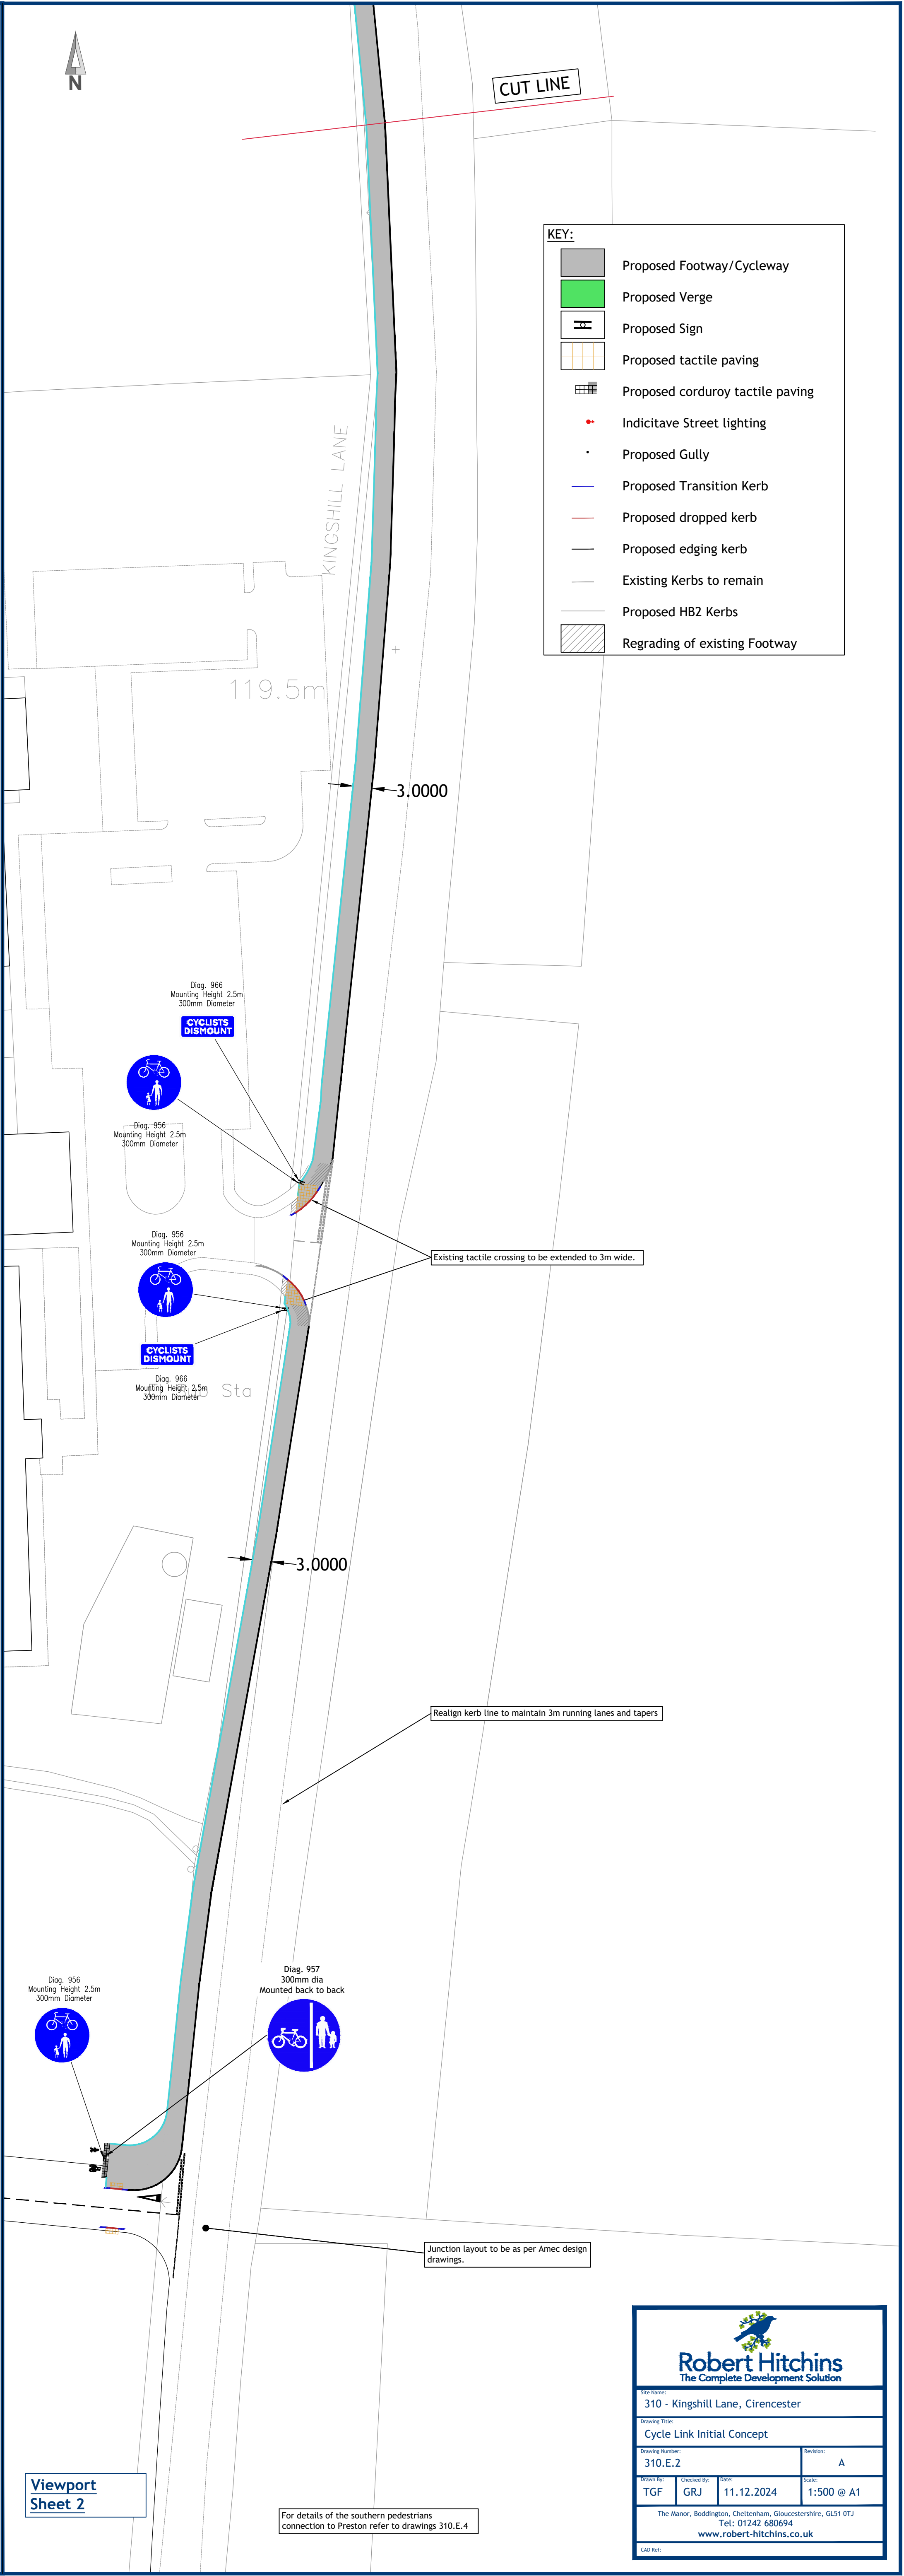 N
CUT LINE
KEY:
Proposed Footway/Cycleway
Proposed Verge
Proposed Sign
Proposed tactile paving
Proposed corduroy tactile paving
Indicitave Street lighting
Proposed Gully
Proposed Transition Kerb
Proposed dropped kerb
Proposed edging kerb
Existing Kerbs to remain
Proposed HB2 Kerbs
Regrading of existing Footway
KINGSHILL LANE
119.5m
3.0000
Diag. 966
Mounting Height 2.5m
300mm Diameter
CYCLISTS
DISMOUNT
Diag. 956
Mounting Height 2.5m
300mm Diameter
Diag. 956
Mounting Height 2.5m
300mm Diameter
Existing tactile crossing to be extended to 3m wide.
CYCLISTS
DISMOUNT
Diag. 966
Mounting Height 2.5m
300mm Diameter
Sta
3.0000
Realign kerb line to maintain 3m running lanes and tapers
Diag. 957
300mm dia
Mounted back to back
Diag. 956
Mounting Height 2.5m
300mm Diameter
Junction layout to be as per Amec design
drawings.
Robert Hitchins
The Complete Development Solution
Site Name:
310 - Kingshill Lane, Cirencester
Drawing Title:
Cycle Link Initial Concept
Drawing Number:
310.E.2
Revision:
A
Drawn By:
TGF
Checked By:
GRJ
Date:
11.12.2024
Scale:
1:500 @ A1
The Manor, Boddington, Cheltenham, Gloucestershire, GL51 0TJ
Tel: 01242 680694
www.robert-hitchins.co.uk
CAD Ref:
Viewport
Sheet 2
For details of the southern pedestrians
connection to Preston refer to drawings 310.E.4